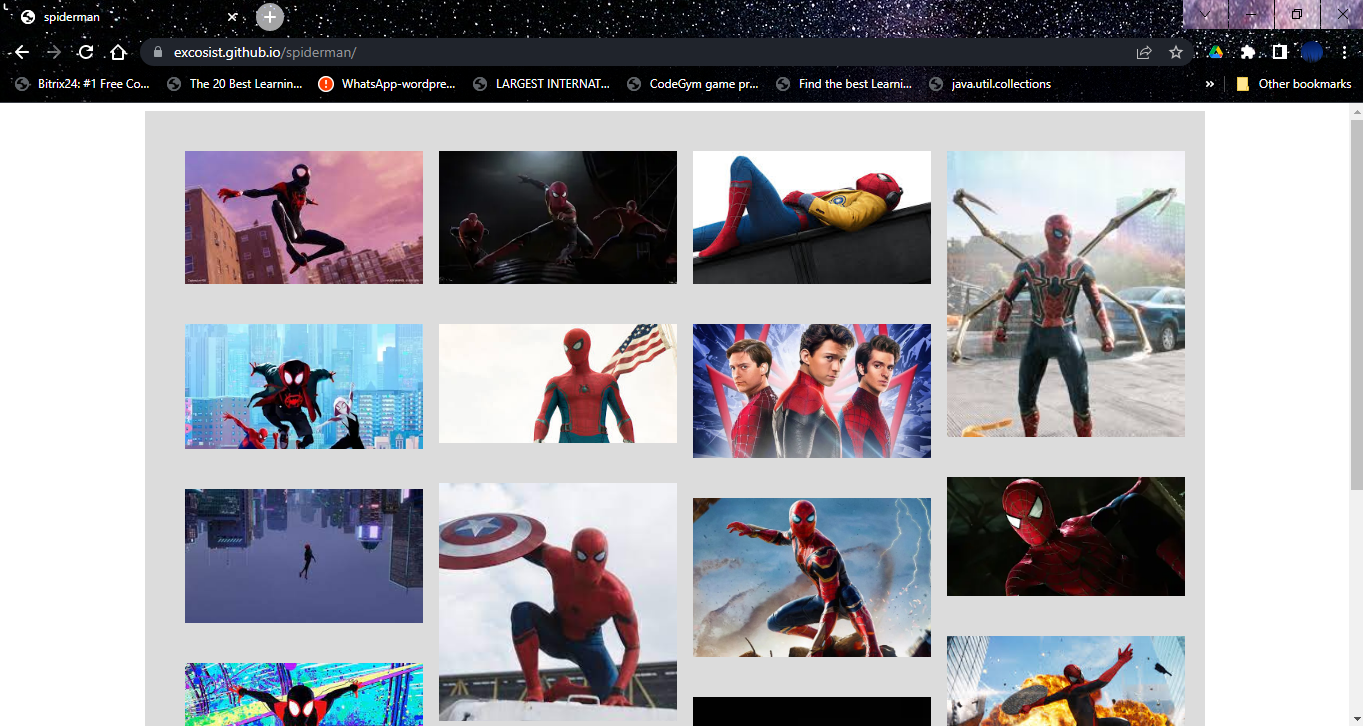 spiderman
excosist.github.io/spiderman/
Bitrix24: #1 Free Co...
The 20 Best Learnin...
WhatsApp-wordpre...
LARGEST INTERNAT...
CodeGym game pr...
Find the best Learni...
java.util.collections
»
Other bookmarks